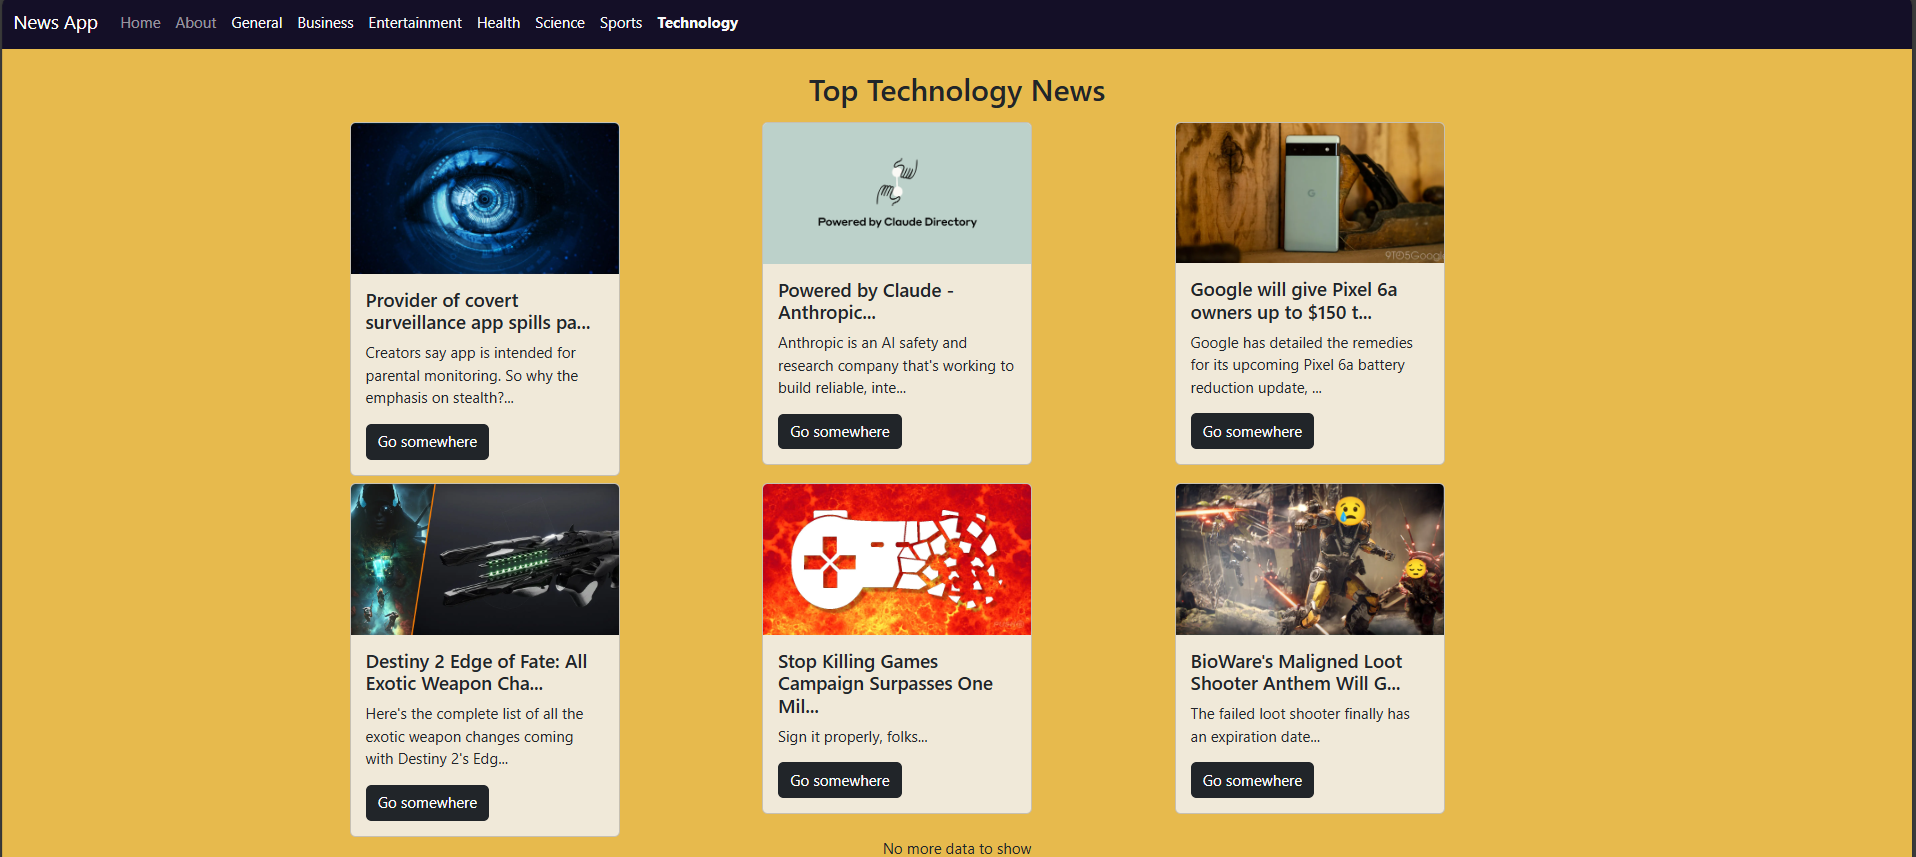 News App Home About General Business Entertainment Health Science Sports Technology
Top Technology News
Provider of covert
surveillance app spills pa...
Creators say app is intended for
parental monitoring. So why the
emphasis on stealth?...
Go somewhere
Powered by Claude Directory
Powered by Claude -
Anthropic...
Anthropic is an AI safety and
research company that's working to
build reliable, inte...
Go somewhere
9TO5Google
Google will give Pixel 6a
owners up to $150 t...
Google has detailed the remedies
for its upcoming Pixel 6a battery
reduction update, ...
Go somewhere
Destiny 2 Edge of Fate: All
Exotic Weapon Cha...
Here's the complete list of all the
exotic weapon changes coming
with Destiny 2's Edg...
Go somewhere
Stop Killing Games
Campaign Surpasses One
Mil...
Sign it properly, folks...
Go somewhere
BioWare's Maligned Loot
Shooter Anthem Will G...
The failed loot shooter finally has
an expiration date...
Go somewhere
No more data to show